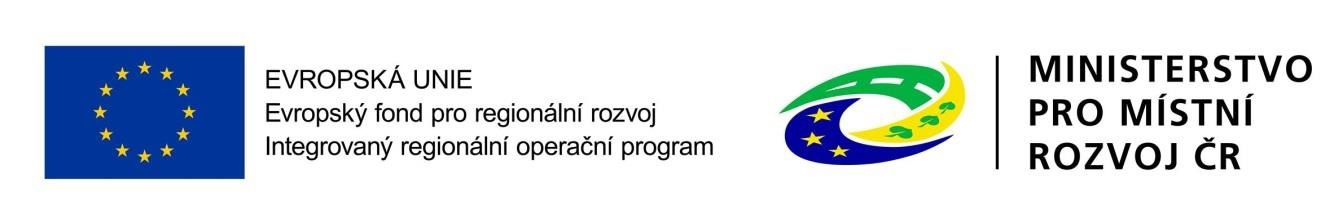 EVROPSKÁ UNIE
Evropský fond pro regionální rozvoj
Integrovaný regionální operační program
MINISTERSTVO
PRO MÍSTNÍ
ROZVOJ ČR